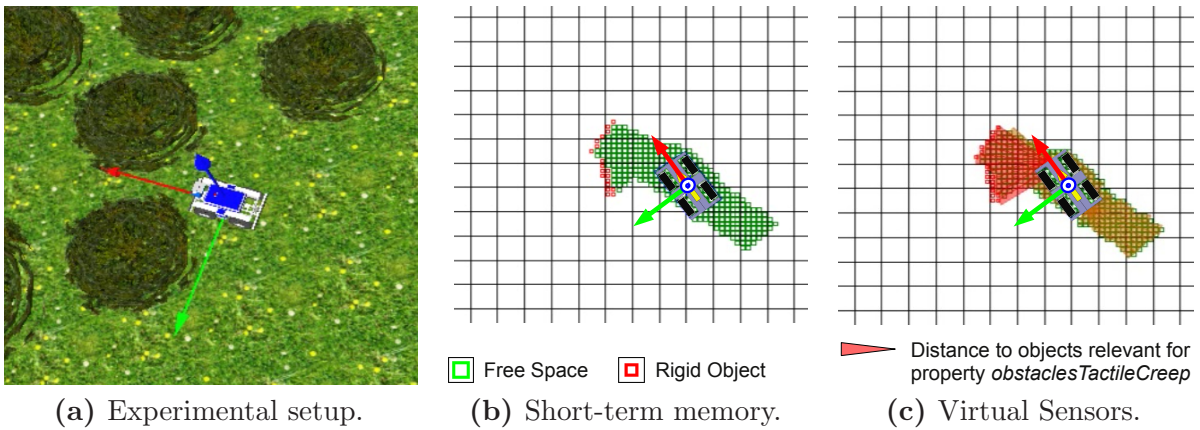 Free Space
Rigid Object
Distance to objects relevant for
property obstaclesTactileCreep
(a) Experimental setup.
(b) Short-term memory.
(c) Virtual Sensors.